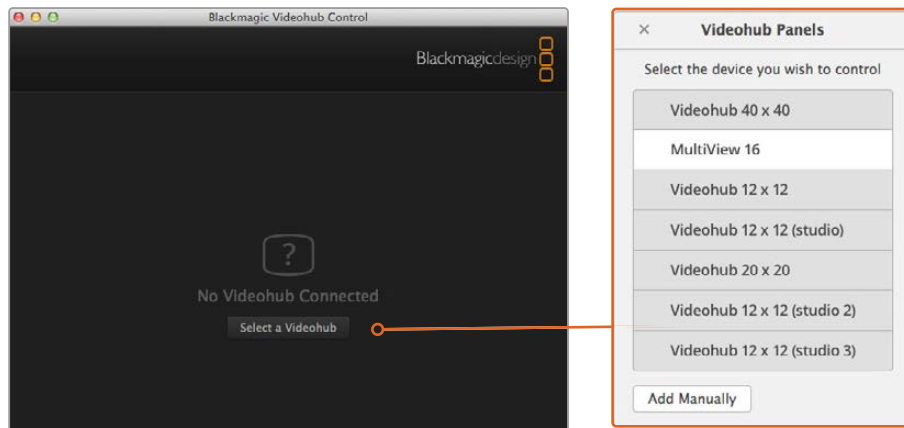 Blackmagic Videohub Control
Blackmagicdesign
No Videohub Connected
Select a Videohub
Videohub Panels
Select the device you wish to control
Videohub 40 x 40
MultiView 16
Videohub 12 x 12
Videohub 12 x 12 (studio)
Videohub 20 x 20
Videohub 12 x 12 (studio 2)
Videohub 12 x 12 (studio 3)
Add Manually